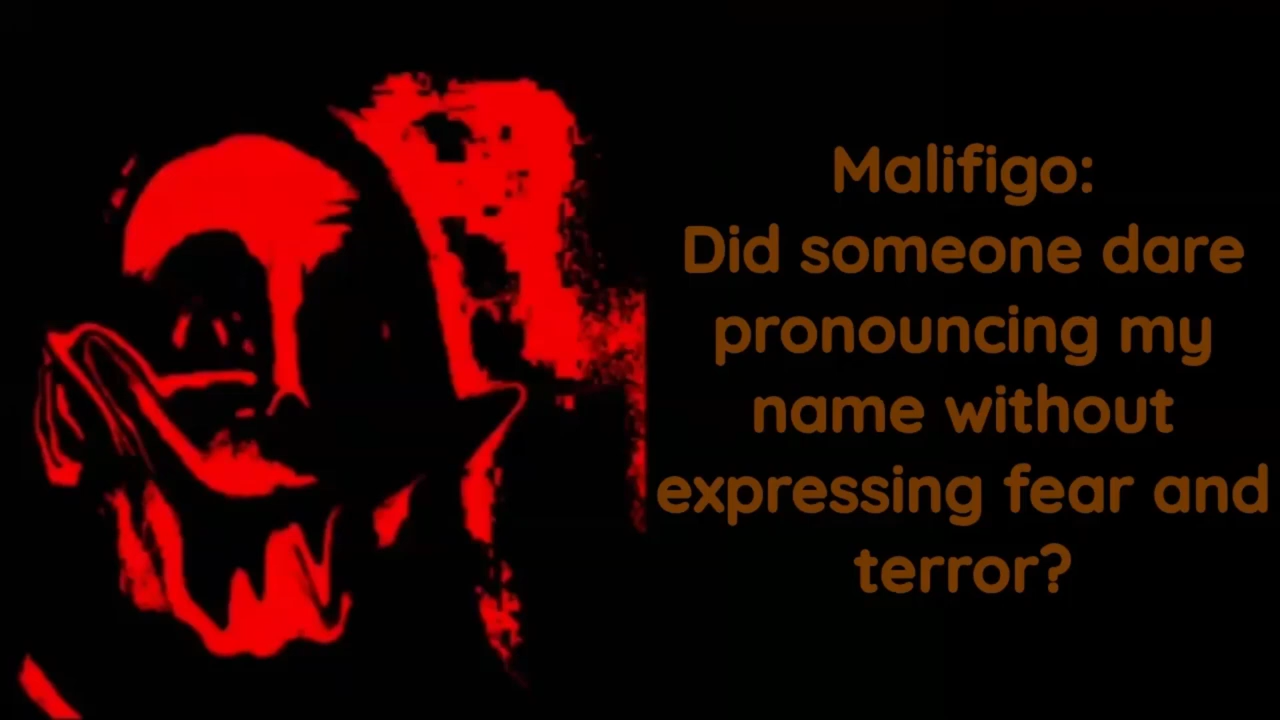 Malifigo:
Did someone dare
pronouncing my
name without
expressing fear and
terror?